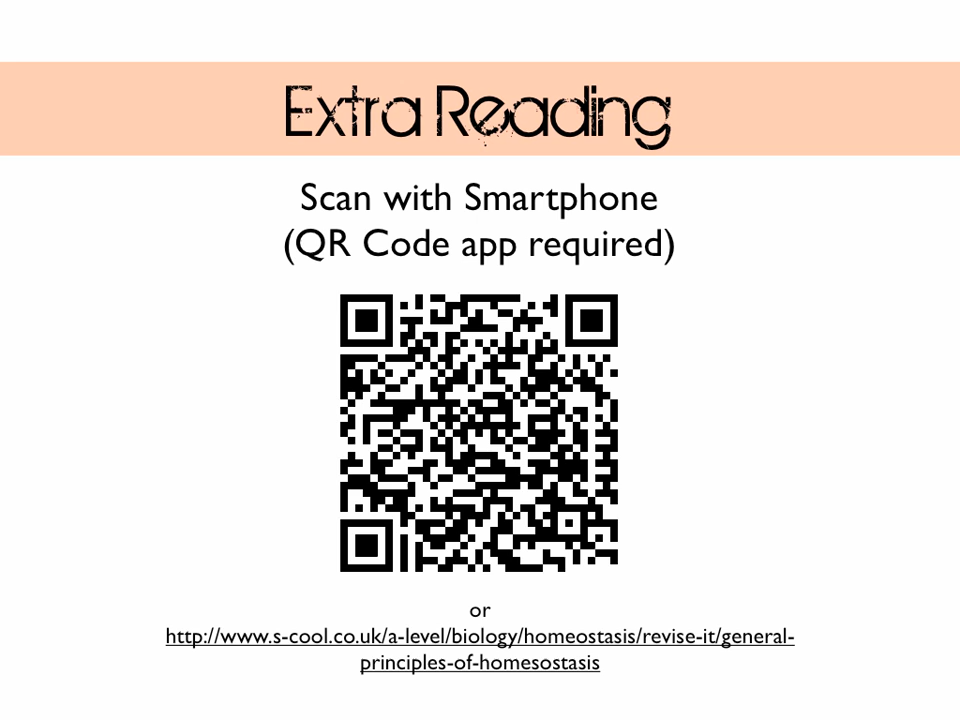 Extra Reading
Scan with Smartphone
(QR Code app required)
or
http://www.s-cool.co.uk/a-level/biology/homeostasis/revise-it/general-
principles-of-homesostasis